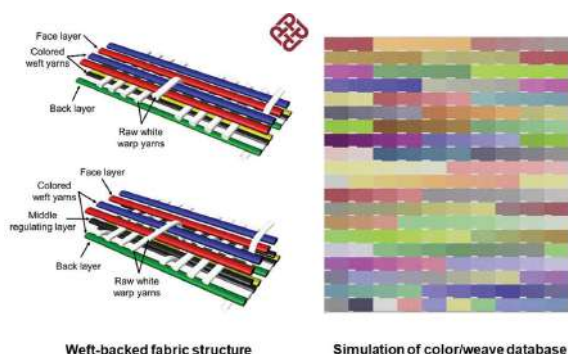 Face layer
Colored
weft yarns
Back layer
Raw white
warp yarns
Face layer
Colored
weft yarns
Middle
regulating layer
Back layer
Raw white
warp yarns
Weft-backed fabric structure
Simulation of color/weave database